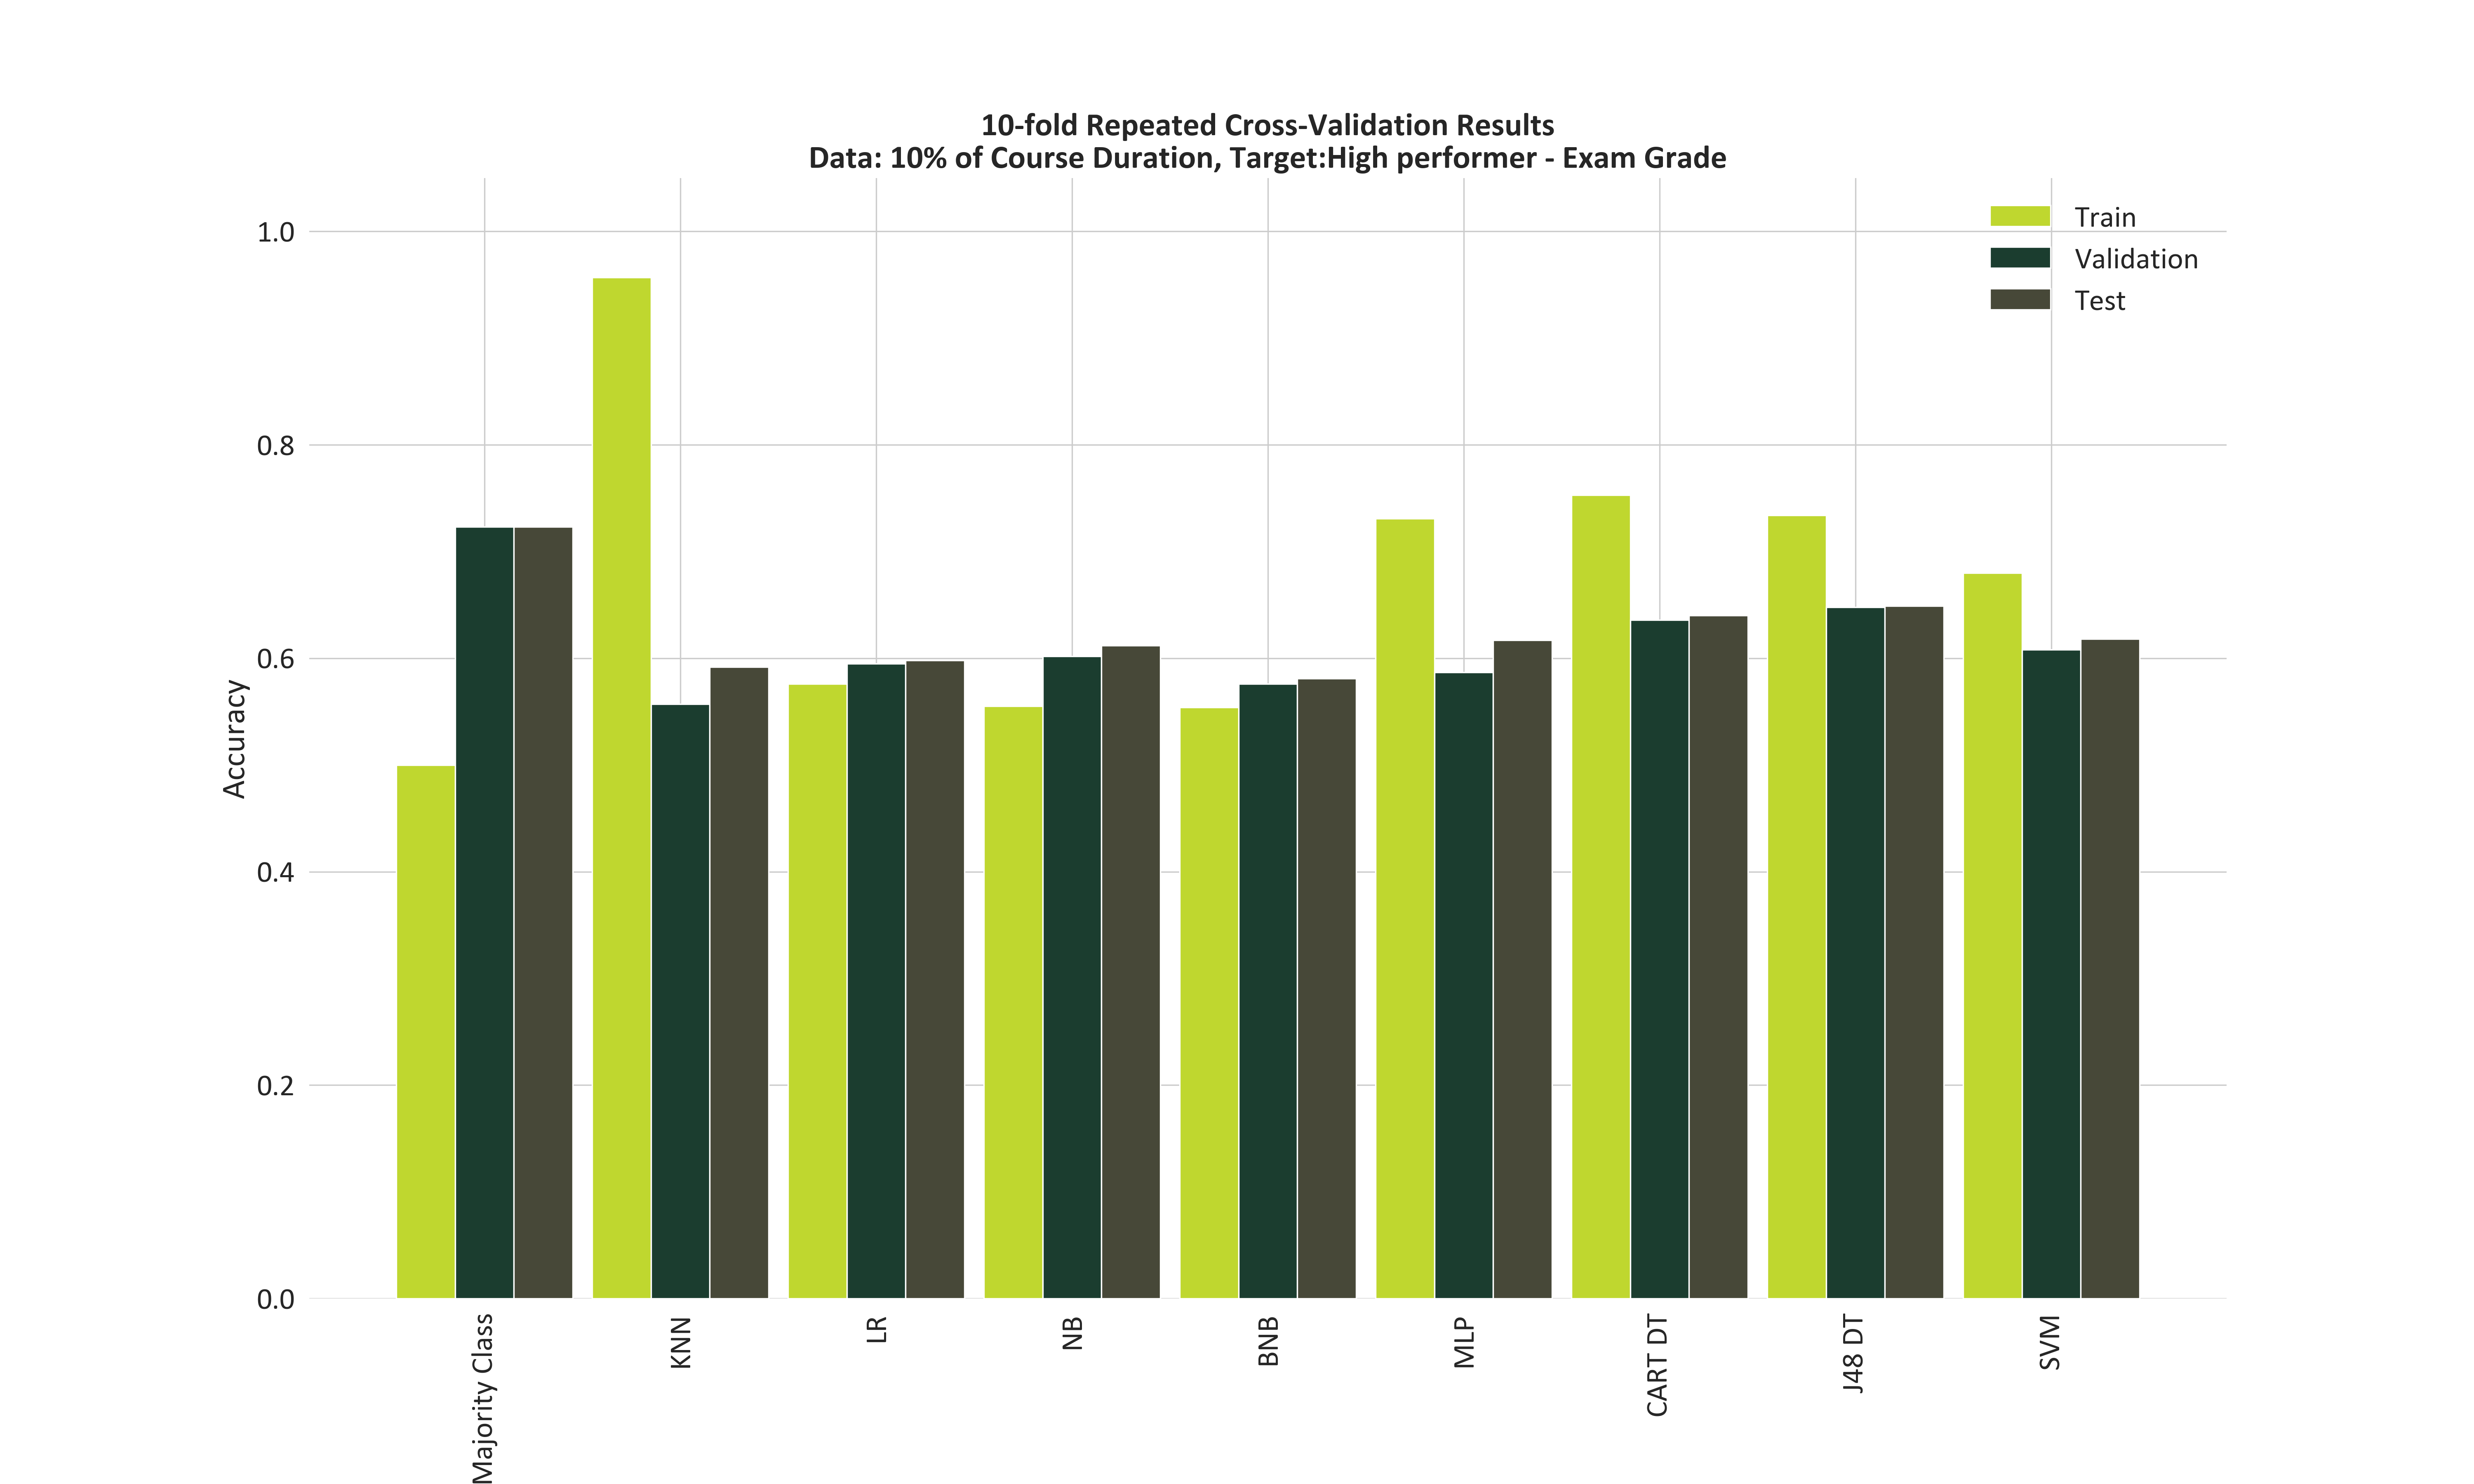 10-fold Repeated Cross-Validation Results
Data: 10% of Course Duration, Target:High performer - Exam Grade
Train
Validation
Test
Accuracy
1.0
0.8
0.6
0.4
0.2
0.0
Majority Class
KNN
LR
NB
BNB
MLP
CART DT
J48 DT
SVM